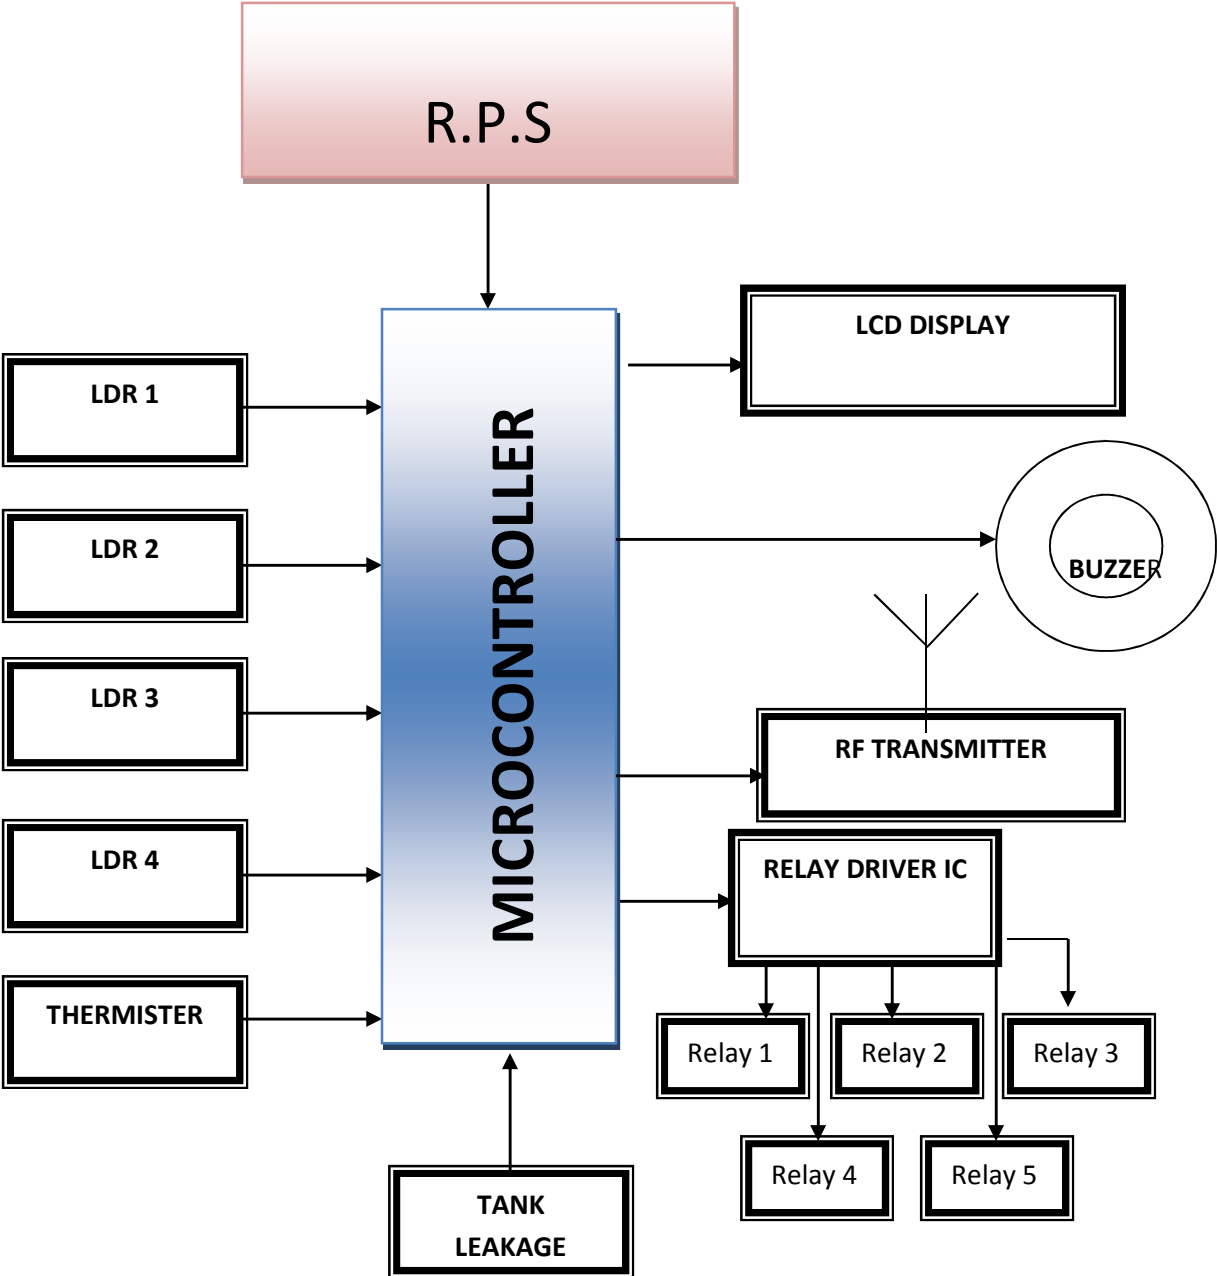 R.P.S
LCD DISPLAY
LDR 1
MICROCONTROLLER
LDR 2
BUZZER
LDR 3
RF TRANSMITTER
LDR 4
RELAY DRIVER IC
THERMISTER
Relay 1
Relay 2
Relay 3
Relay 4
Relay 5
TANK
LEAKAGE